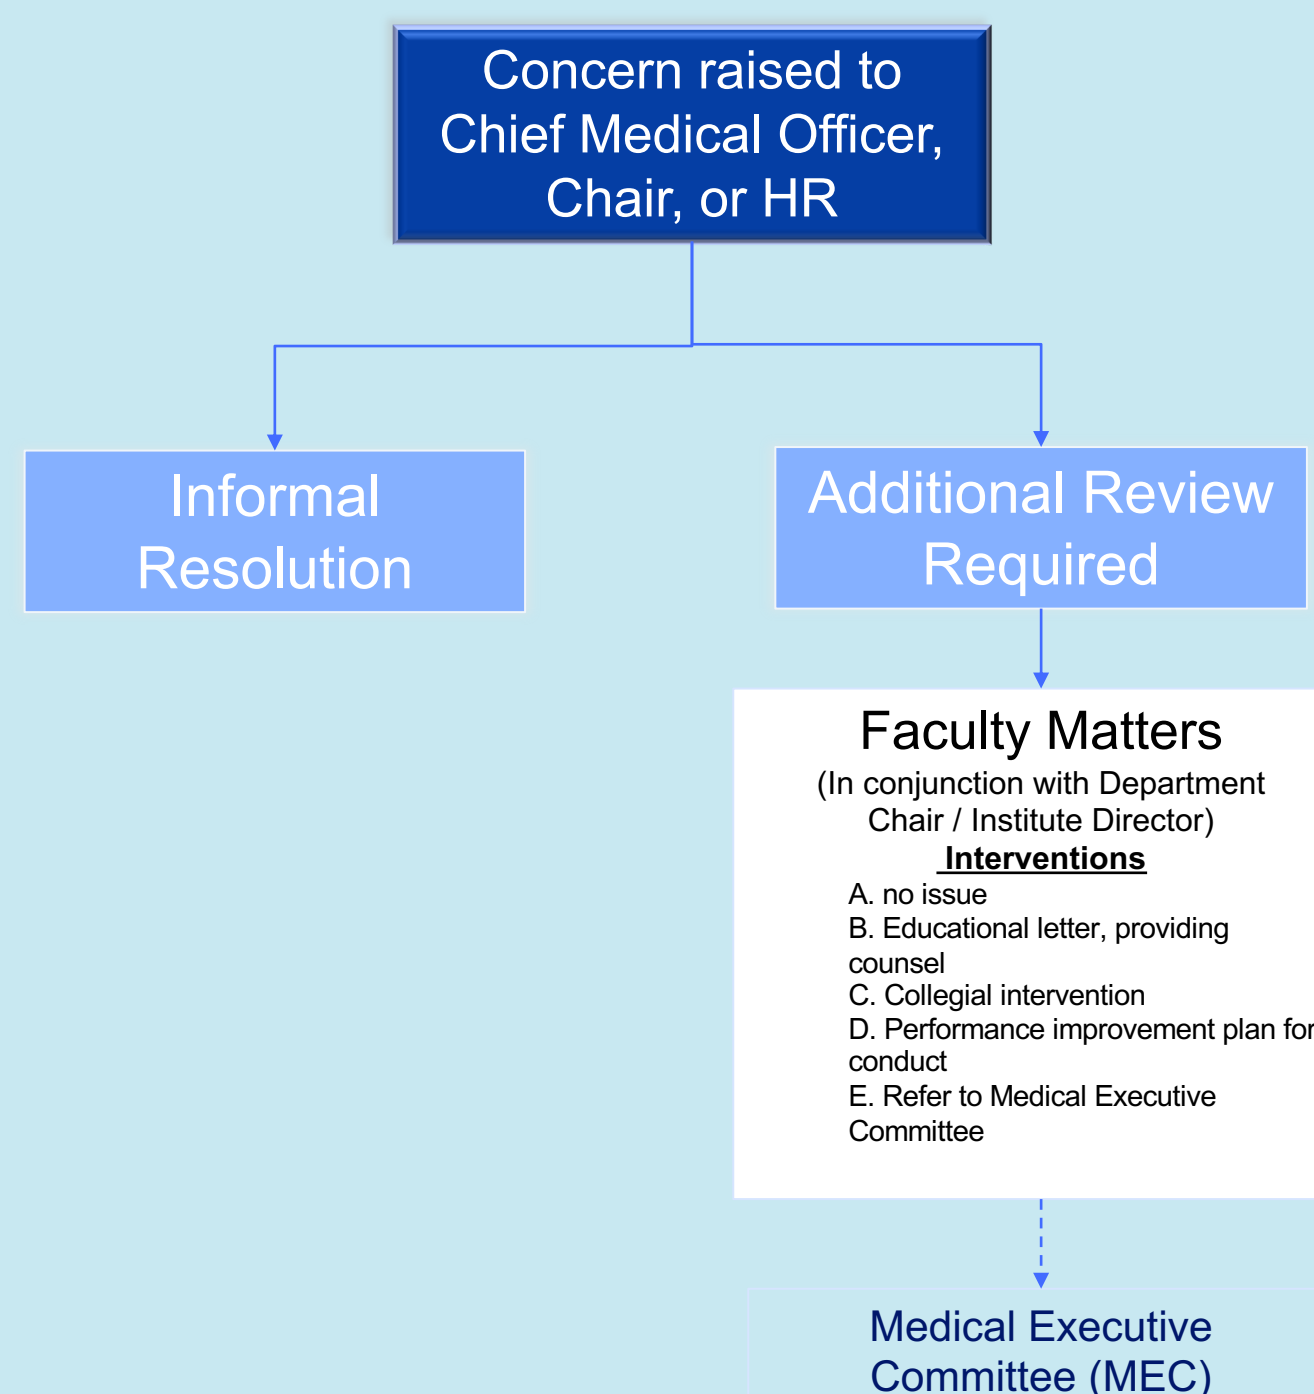 Concern raised to
Chief Medical Officer,
Chair, or HR
Informal
Resolution
Additional Review
Required
Faculty Matters
(In conjunction with Department
Chair / Institute Director)
Interventions
A. no issue
B. Educational letter, providing
counsel
C. Collegial intervention
D. Performance improvement plan for
conduct
E. Refer to Medical Executive
Committee
Medical Executive
Committee (MEC)